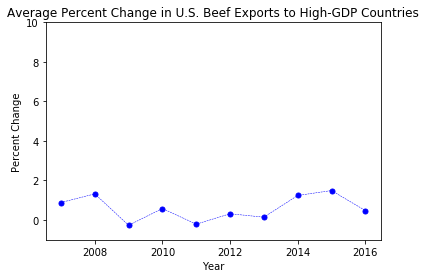 Average Percent Change in U.S. Beef Exports to High-GDP Countries
10
8
6
4
2
0
Percent Change
2008 2010 2012 2014 2016
Year